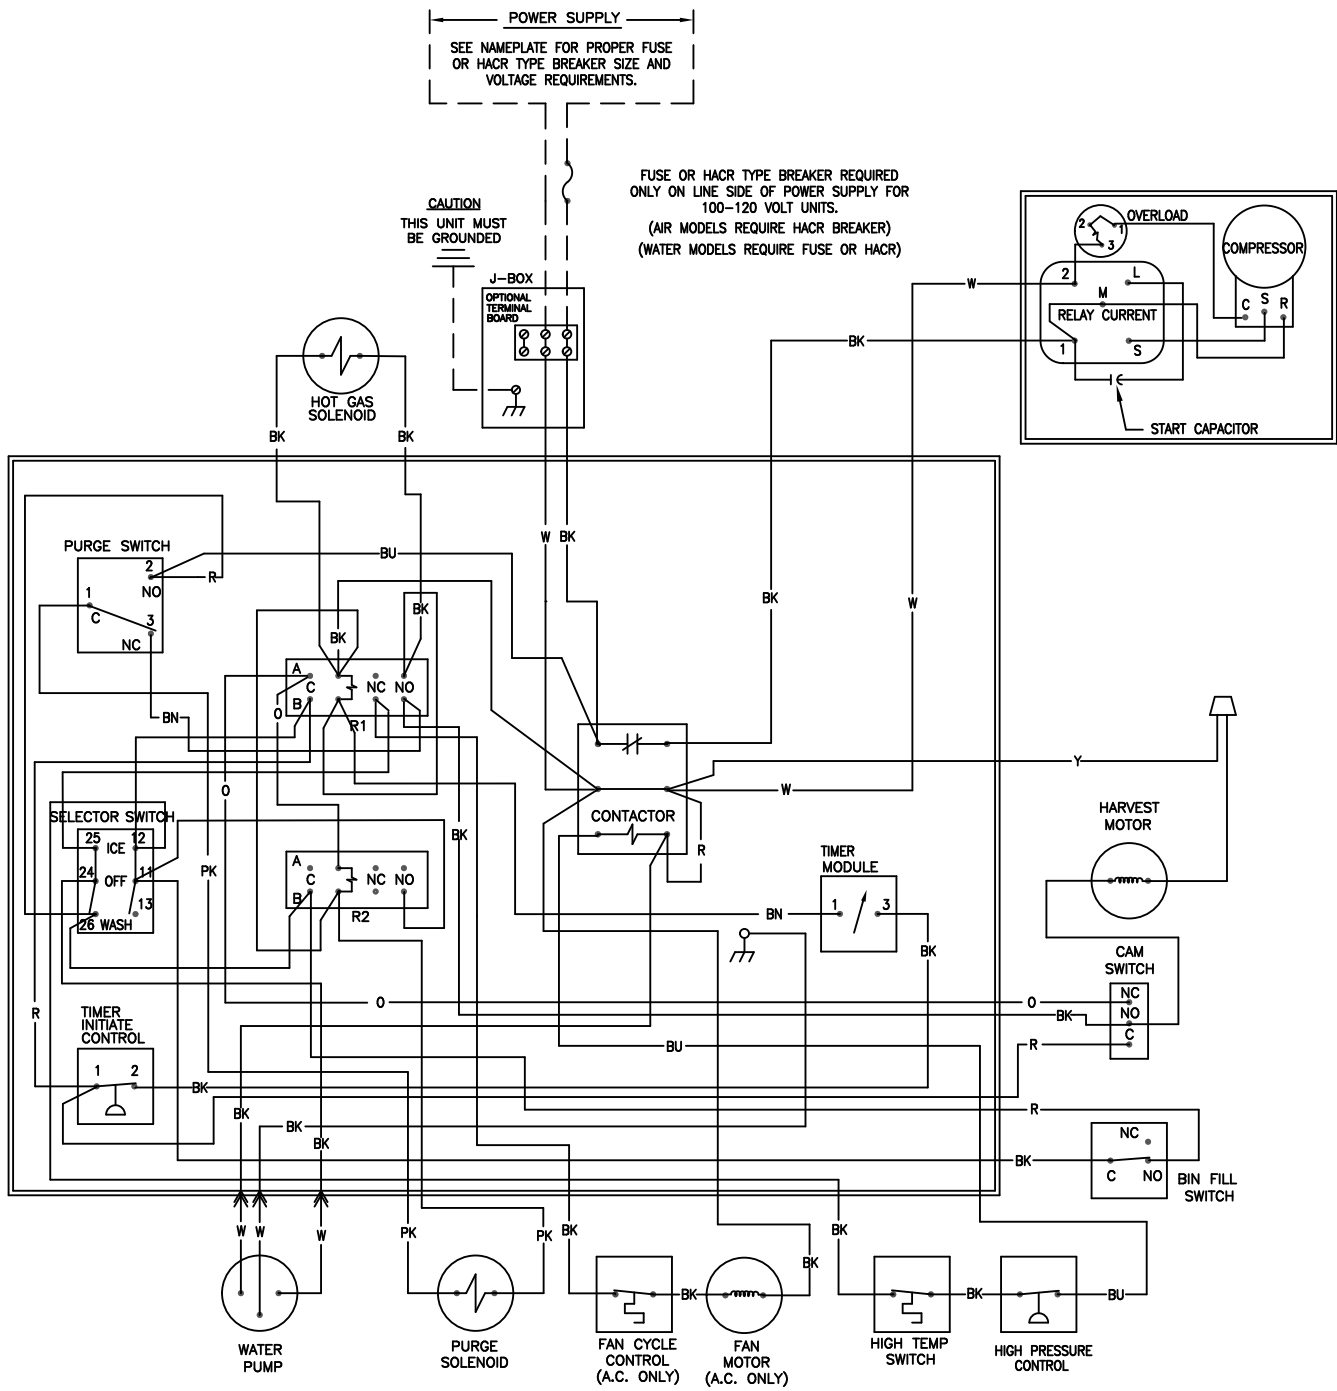 POWER SUPPLY
SEE NAMEPLATE FOR PROPER FUSE
OR HACR TYPE BREAKER SIZE AND
VOLTAGE REQUIREMENTS.
FUSE OR HACR TYPE BREAKER REQUIRED
ONLY ON LINE SIDE OF POWER SUPPLY FOR
100-120 VOLT UNITS.
(AIR MODELS REQUIRE HACR BREAKER)
(WATER MODELS REQUIRE FUSE OR HACR)
CAUTION
THIS UNIT MUST
BE GROUNDED
J-BOX
OPTIONAL
TERMINAL
BOARD
2
1
3
OVERLOAD
COMPRESSOR
C
S
R
2
L
M
RELAY CURRENT
1
S
START CAPACITOR
W
BK
HOT GAS
SOLENOID
BK
BK
W
BK
PURGE SWITCH
2
NO
1
C
3
NC
R
BU
BK
BK
BK
W
A
C
B
NC
NO
R1
BN
O
O
SELECTOR SWITCH
25
12
ICE
24
OFF
11
13
26 WASH
PK
BK
A
C
B
NC
NO
R2
CONTACTOR
R
W
Y
HARVEST
MOTOR
TIMER
MODULE
1
3
BN
BK
CAM
SWITCH
NC
NO
C
O
O
BK
R
R
TIMER
INITIATE
CONTROL
1
2
BK
BU
BK
BK
BK
R
BK
NC
C
NO
BIN FILL
SWITCH
W
W
W
PK
PK
BK
BK
BK
BK
BK
BU
WATER
PUMP
PURGE
SOLENOID
FAN CYCLE
CONTROL
(A.C. ONLY)
FAN
MOTOR
(A.C. ONLY)
HIGH TEMP
SWITCH
HIGH PRESSURE
CONTROL